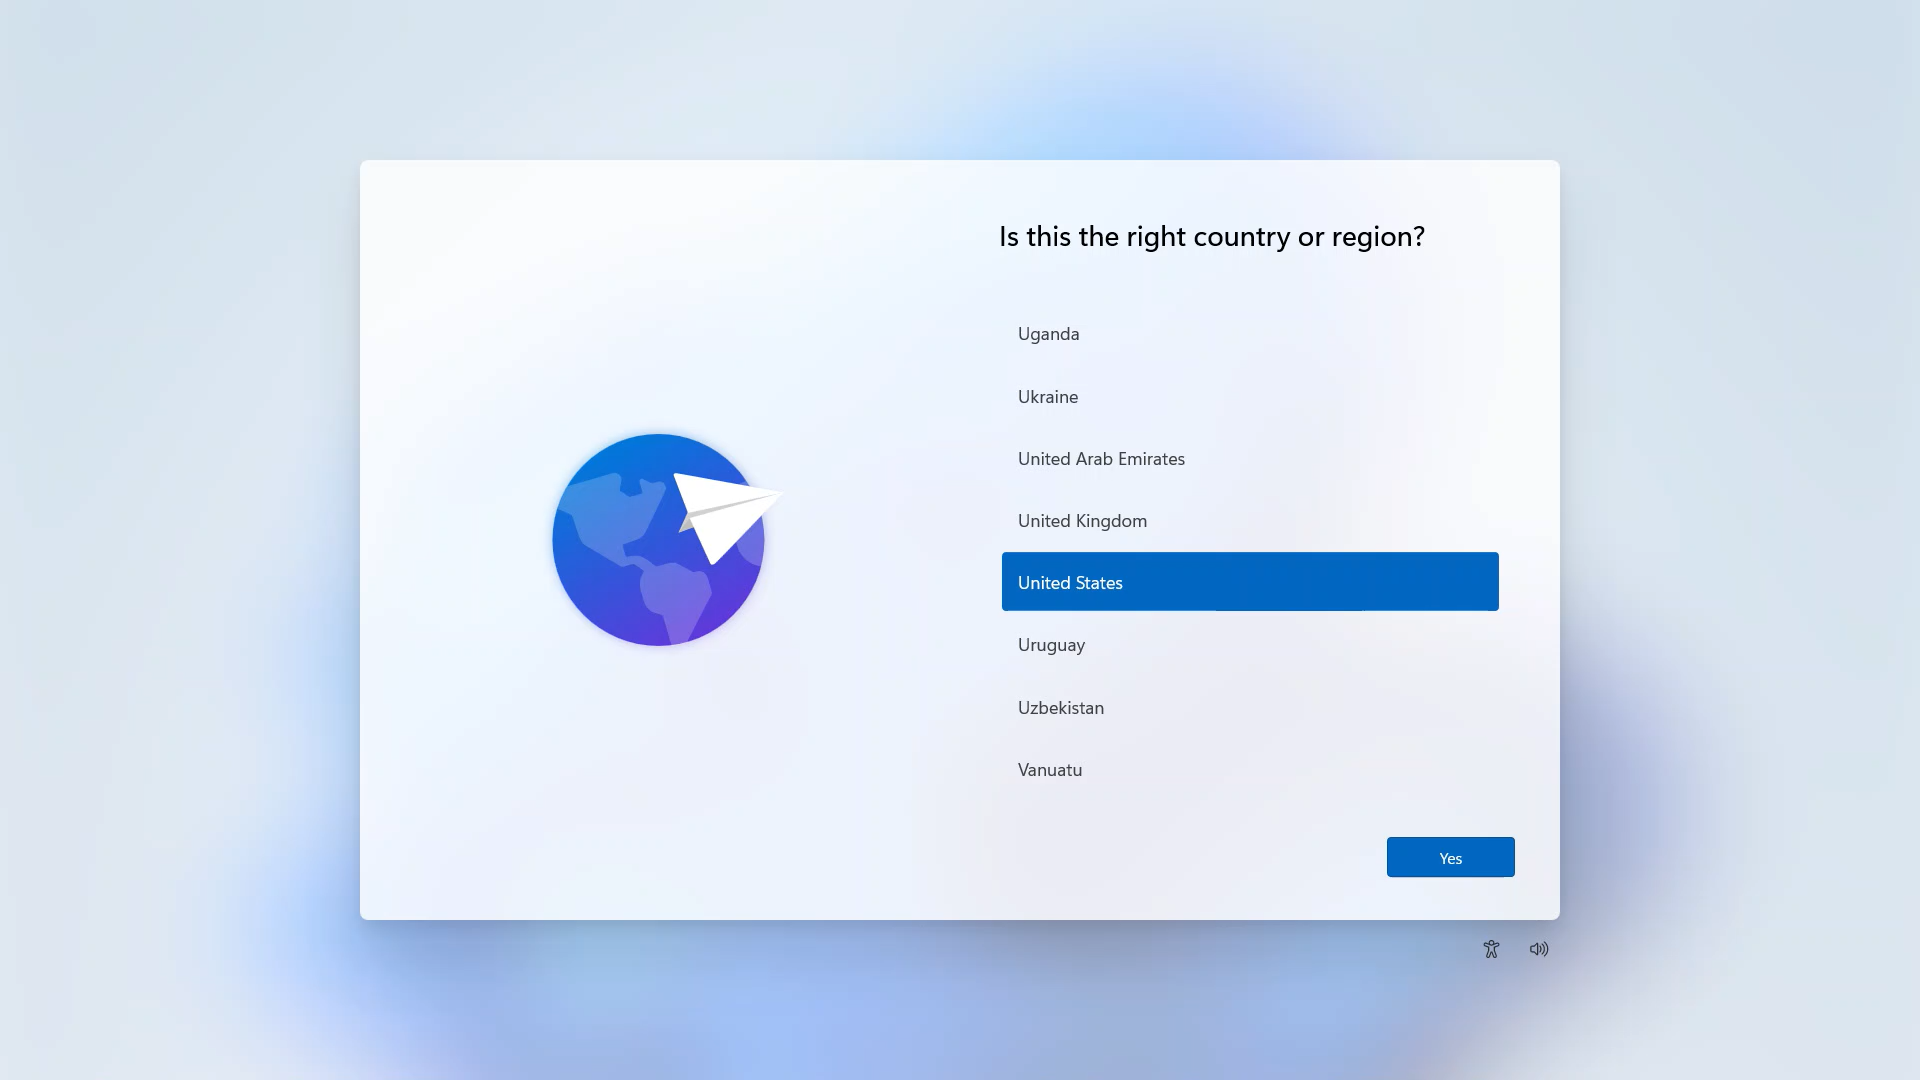 Is this the right country or region?
Uganda
Ukraine
United Arab Emirates
United Kingdom
United States
Uruguay
Uzbekistan
Vanuatu
Yes